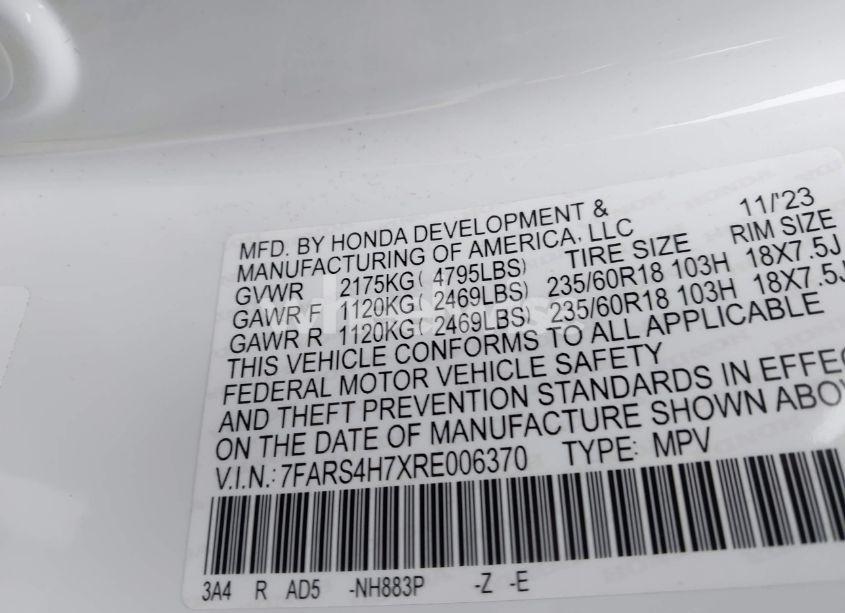 MFD. BY HONDA DEVELOPMENT & 11/'23
MANUFACTURING OF AMERICA, LLC TIRE SIZE RIM SIZE
GVWR 2175KG( 4795LBS)
GAWR F 1120KG( 2469LBS) 235/60R18 103H 18X7.5J
GAWR R 1120KG( 2469LBS) 235/60R18 103H 18X7.5J
THIS VEHICLE CONFORMS TO ALL APPLICABLE
FEDERAL MOTOR VEHICLE SAFETY
AND THEFT PREVENTION STANDARDS IN EFFEC
ON THE DATE OF MANUFACTURE SHOWN ABOV
V.I.N.: 7FARS4H7XRE006370 TYPE: MPV
3A4 R AD5 -NH883P -Z -E